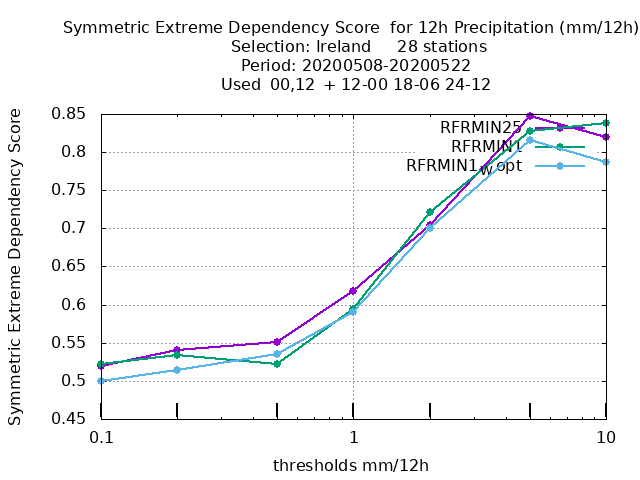 Symmetric Extreme Dependency Score  for 12h Precipitation (mm/12h)
Selection: Ireland     28 stations
Period: 20200508-20200522
Used  00,12  + 12-00 18-06 24-12
Symmetric Extreme Dependency Score
0.85
0.8
0.75
0.7
0.65
0.6
0.55
0.5
0.45
RFRMIN25
RFRMIN1
RFRMIN1wopt
0.1
1
10
thresholds mm/12h